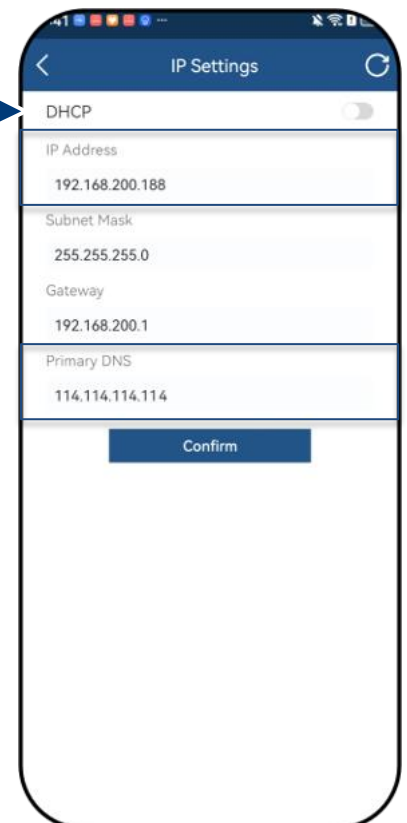 :41
IP Settings
DHCP
IP Address
192.168.200.188
Subnet Mask
255.255.255.0
Gateway
192.168.200.1
Primary DNS
114.114.114.114
Confirm